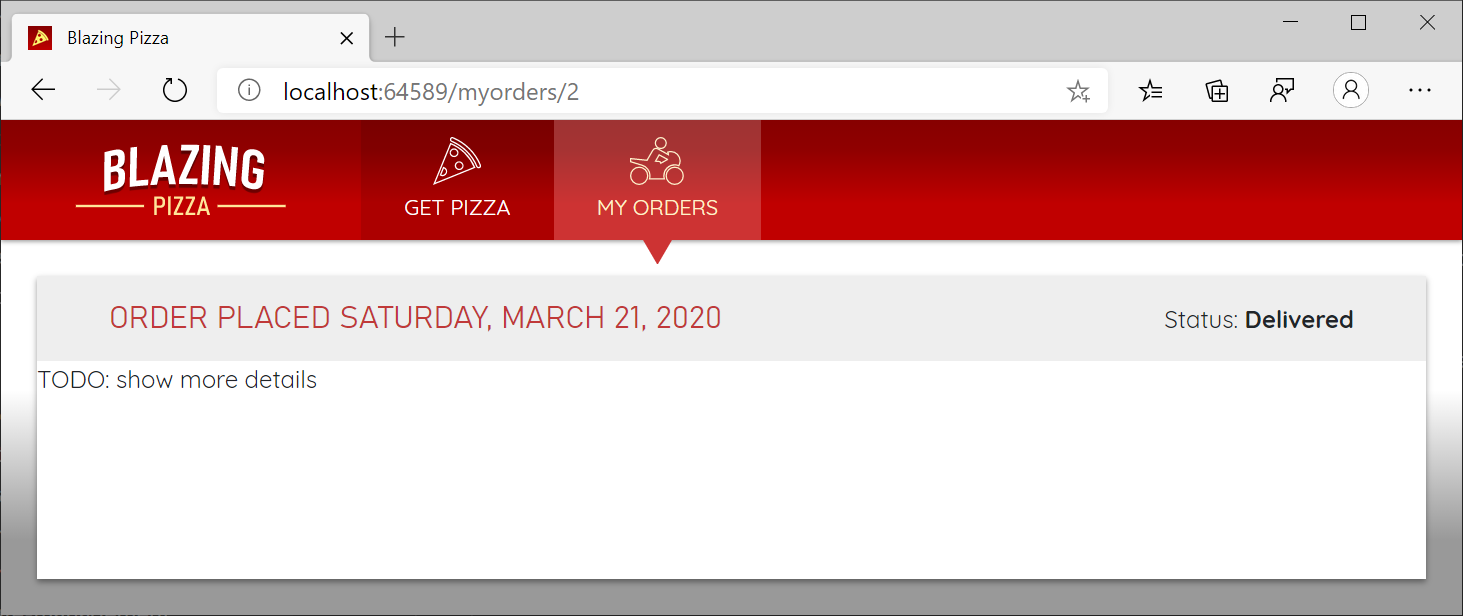 Blazing Pizza
localhost:64589/myorders/2
BLAZING
PIZZA
GET PIZZA
MY ORDERS
ORDER PLACED SATURDAY, MARCH 21, 2020
Status: Delivered
TODO: show more details